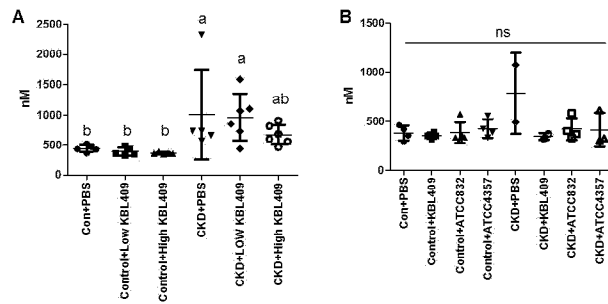 A
B
a
a
ab
b
b
b
nM
2500
2000
1500
1000
500
0
Con+PBS
Control+Low KBL409
Control+High KBL409
CKD+PBS
CKD+LOW KBL409
CKD+High KBL409
ns
nM
1500
1000
500
0
Con+PBS
Control+KBL409
Control+ATCC832
Control+ATCC4357
CKD+PBS
CKD+KBL409
CKD+ATCC832
CKD+ATCC4357